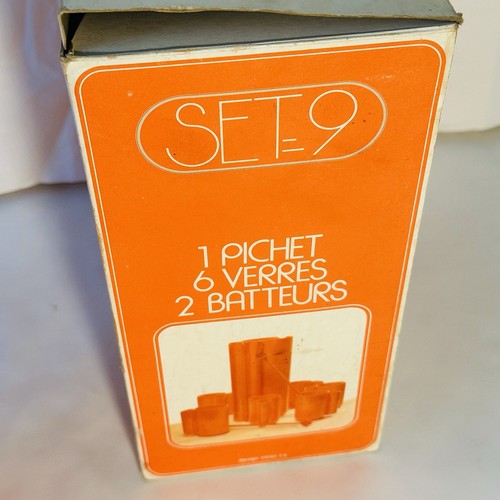 SET=9
1 PICHET
6 VERRES
2 BATTEURS